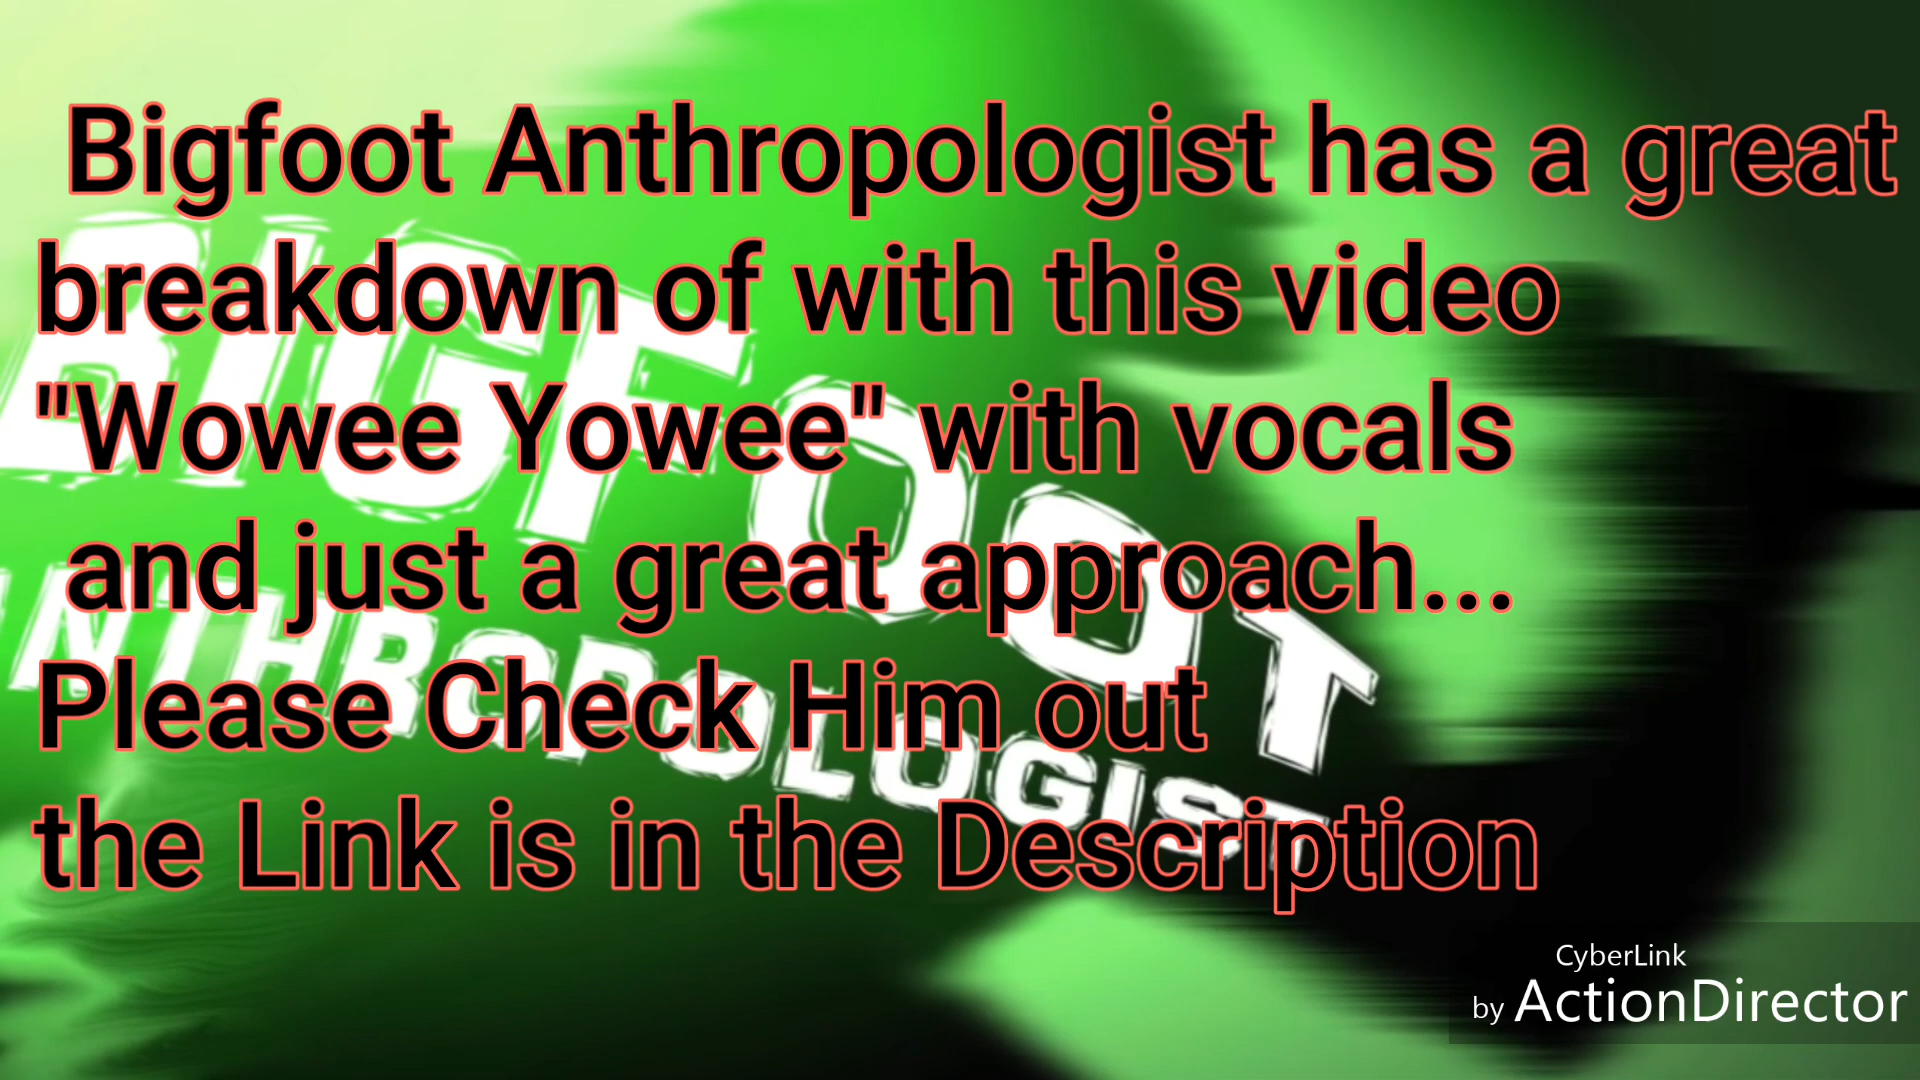 Bigfoot Anthropologist has a great
breakdown of with this video
"Wowee Yowee" with vocals
and just a great approach...
Please Check Him out
the Link is in the Description
BIGFOOT
ANTHROPOLOGIST
CyberLink
by ActionDirector